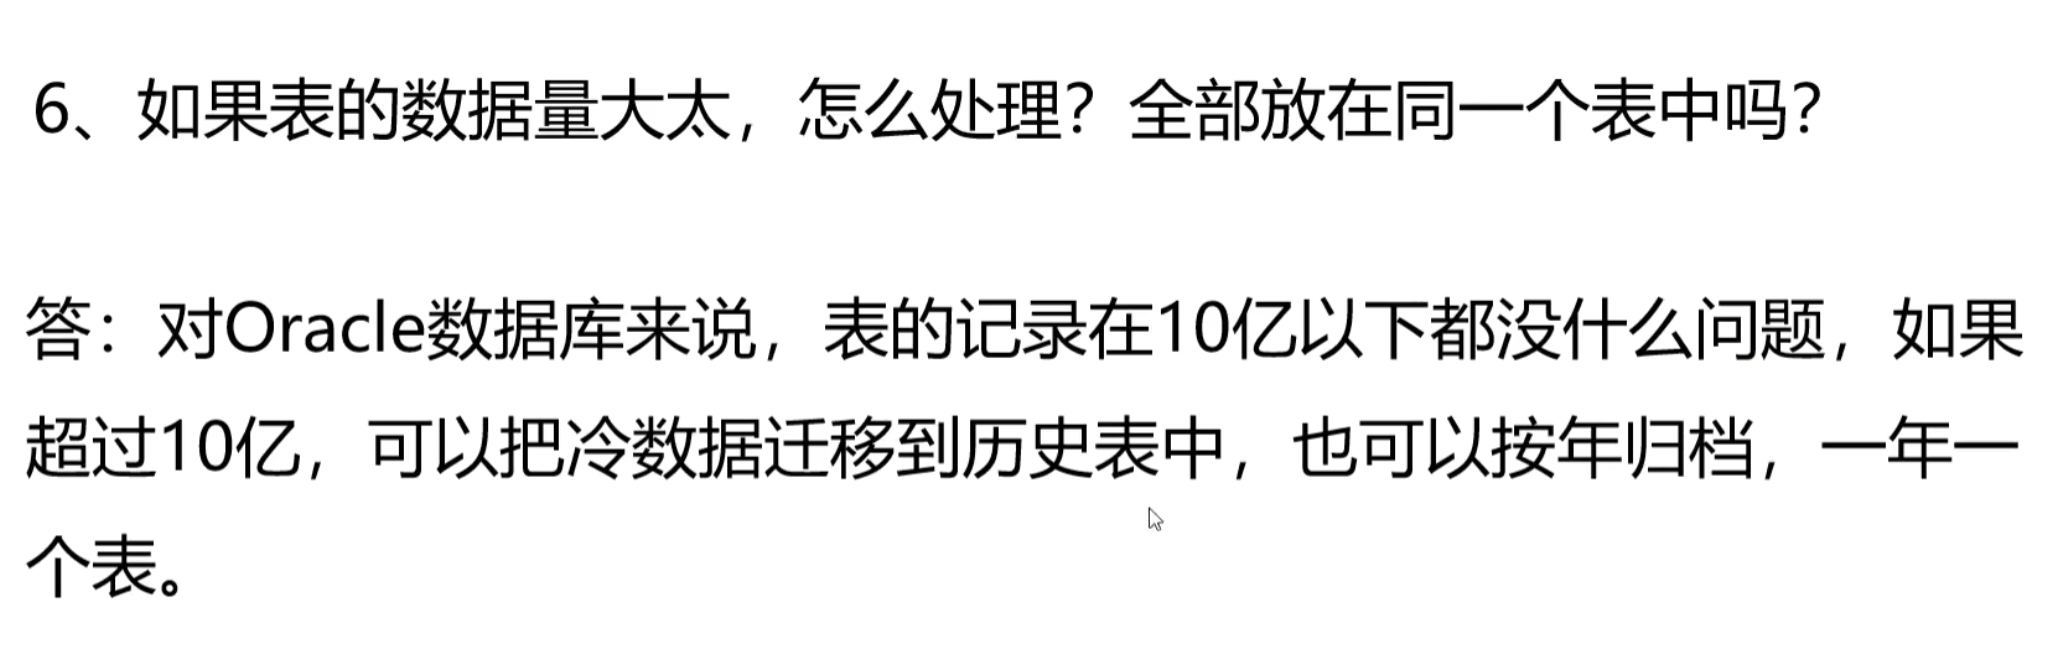 6、如果表的数据量大太，怎么处理？全部放在同一个表中吗？
答：对Oracle数据库来说，表的记录在10亿以下都没什么问题，如果
超过10亿，可以把冷数据迁移到历史表中，也可以按年归档，一年一
个表。